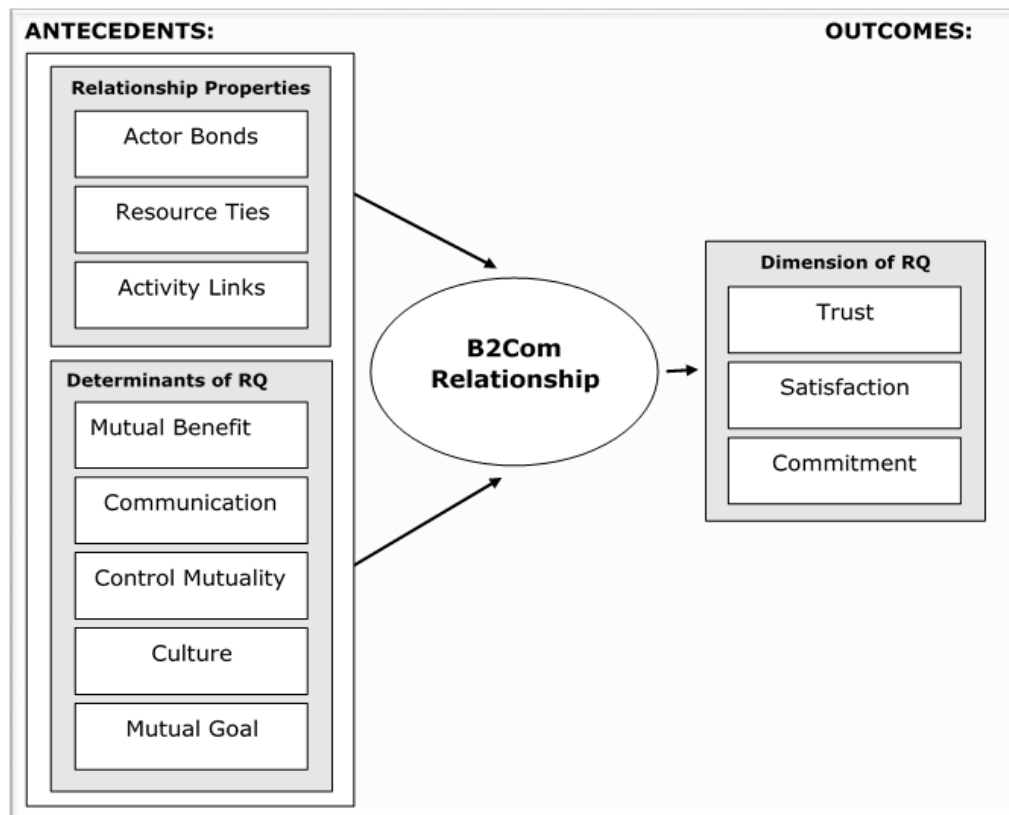 ANTECEDENTS:
OUTCOMES:
Relationship Properties
Actor Bonds
Resource Ties
Activity Links
Determinants of RQ
Mutual Benefit
Communication
Control Mutuality
Culture
Mutual Goal
B2Com
Relationship
Dimension of RQ
Trust
Satisfaction
Commitment